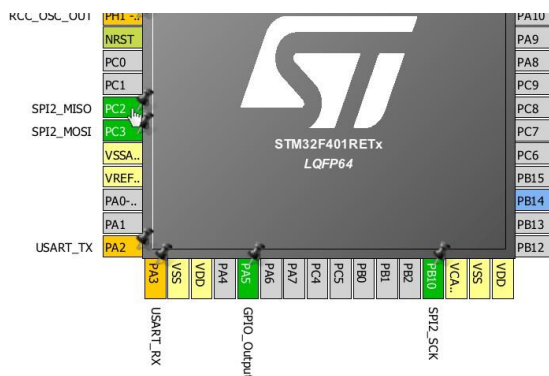 RCC_OSC_OUT
PH1 -..
NRST
PC0
PC1
SPI2_MISO
PC2
SPI2_MOSI
PC3
VSSA..
VREF..
PA0-..
PA1
USART_TX
PA2
STM32F401RETx
LQFP64
PA10
PA9
PA8
PC9
PC8
PC7
PC6
PB15
PB14
PB13
PB12
PA3
VSS
VDD
PA4
PA5
PA6
PA7
PC4
PC5
PB0
PB1
PB2
PB10
VCA..
VSS
VDD
USART_RX
GPIO_Output
SPI2_SCK